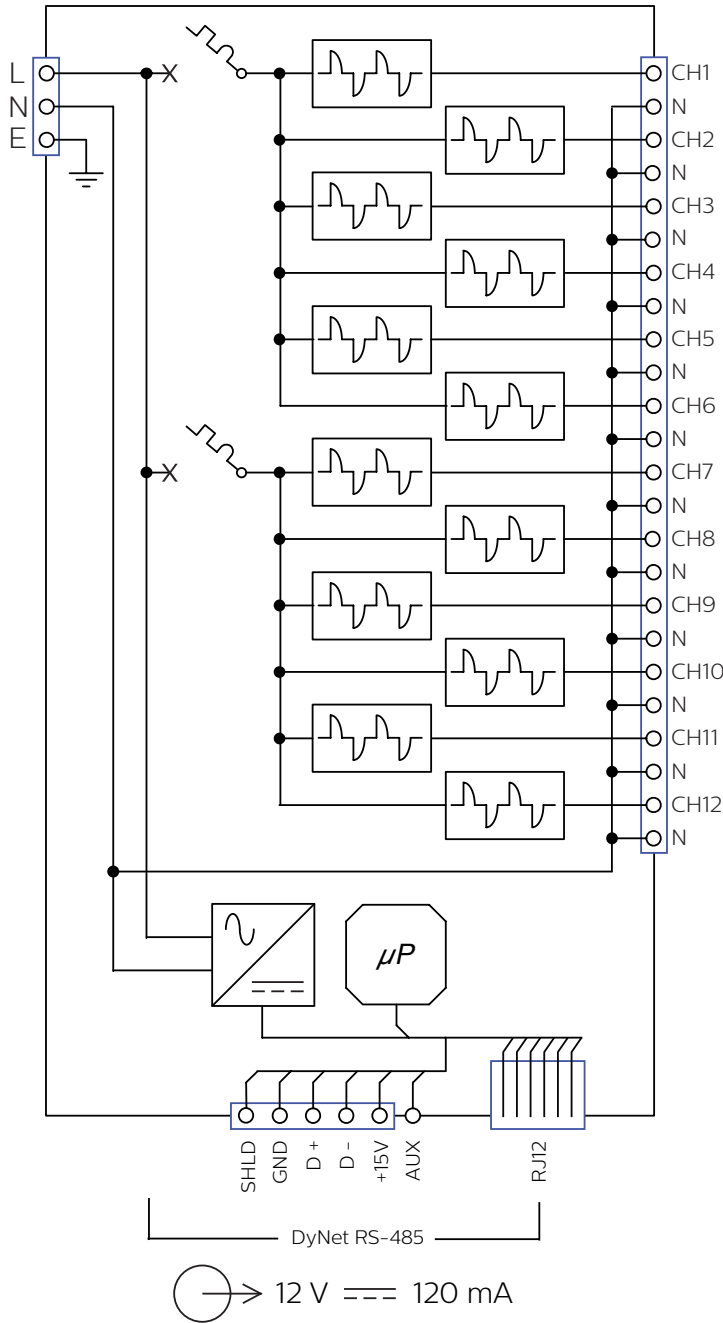 L
N
E
CH1
N
CH2
N
CH3
N
CH4
N
CH5
N
CH6
N
CH7
N
CH8
N
CH9
N
CH10
N
CH11
N
CH12
N
µP
SHLD
GND
D +
D -
+15V
AUX
RJ12
DyNet RS-485
12 V 120 mA